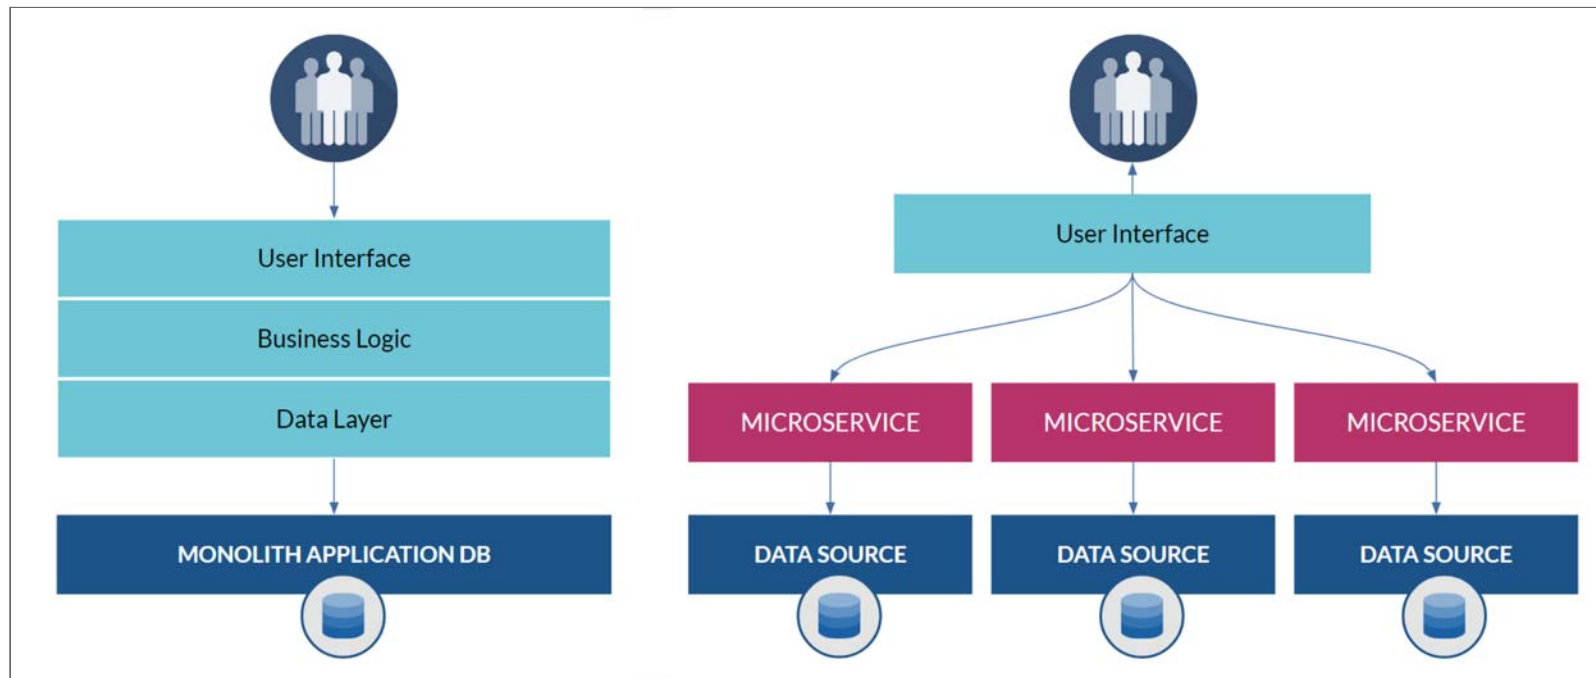 User Interface
Business Logic
Data Layer
MONOLITH APPLICATION DB
User Interface
MICROSERVICE
MICROSERVICE
MICROSERVICE
DATA SOURCE
DATA SOURCE
DATA SOURCE